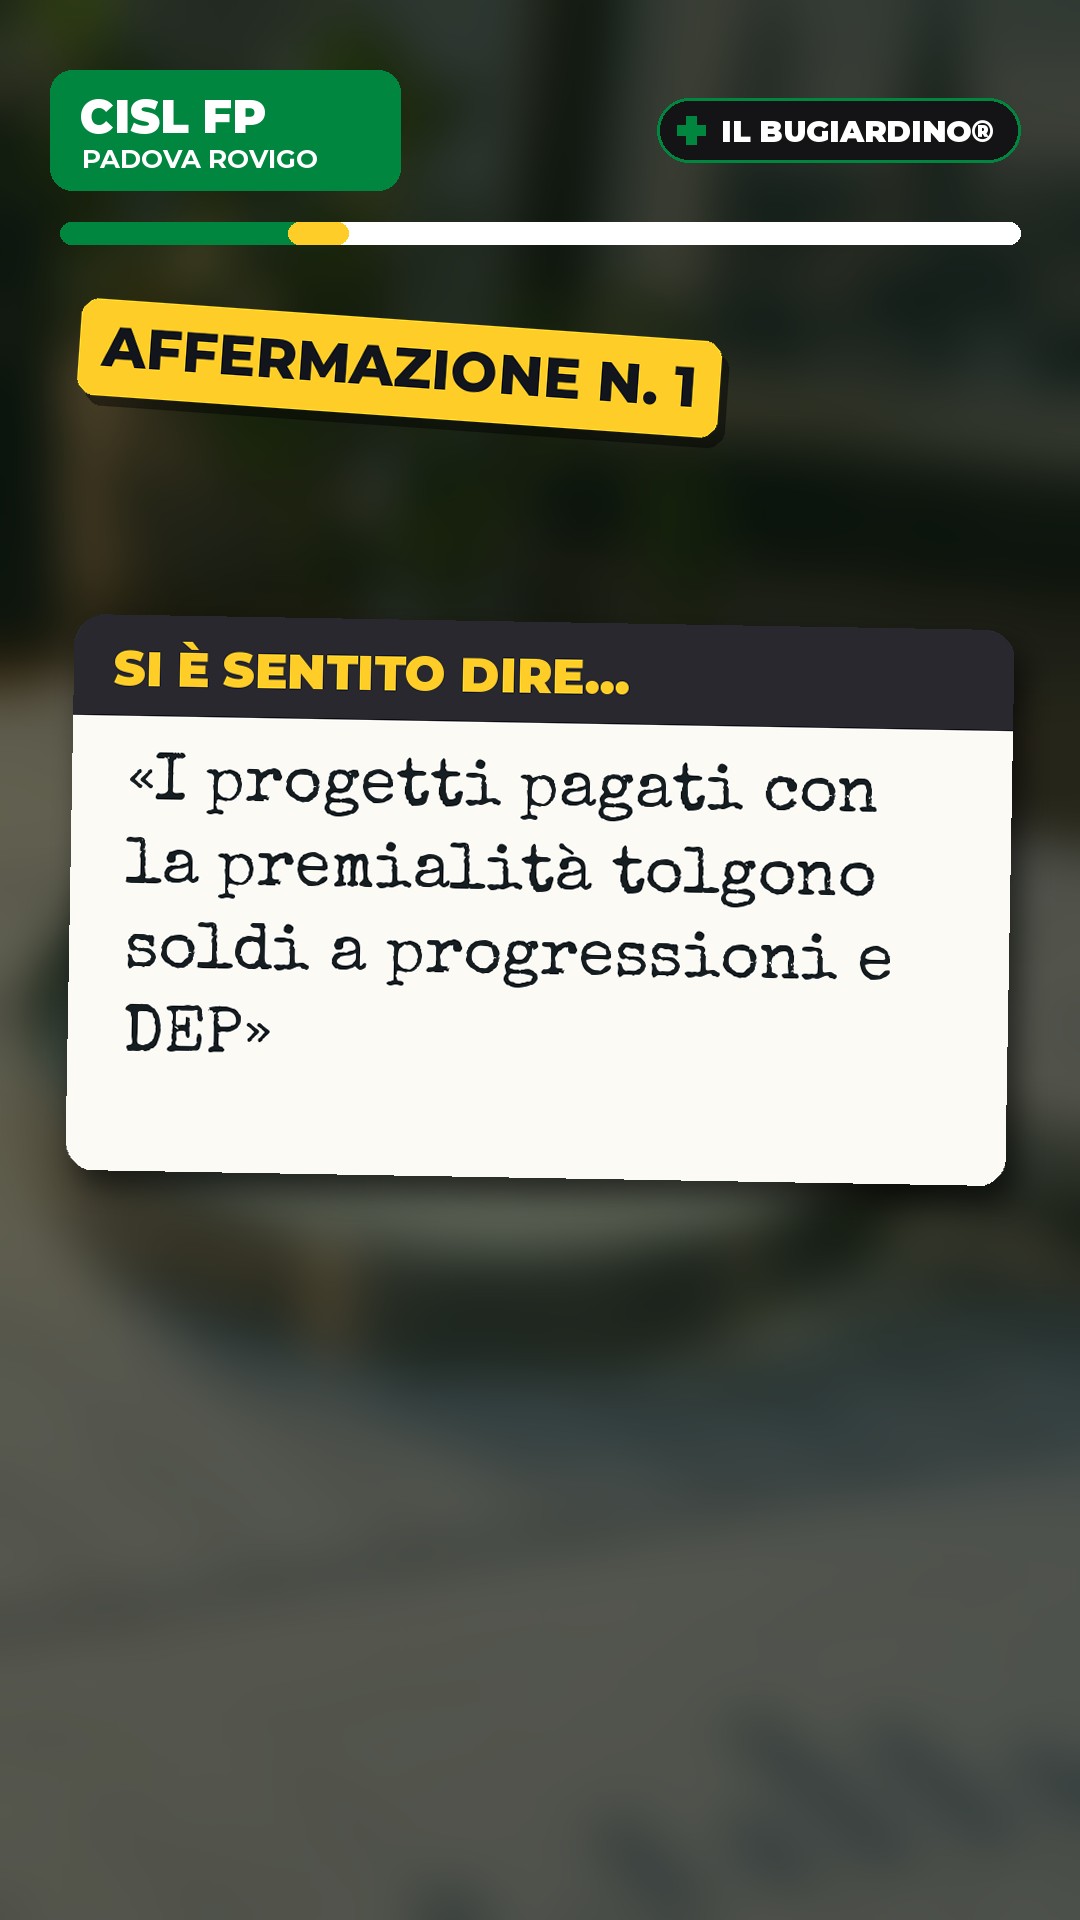 CISL FP
PADOVA ROVIGO
IL BUGIARDINO®
AFFERMAZIONE N. 1
SI È SENTITO DIRE...
«I progetti pagati con
la premialità tolgono
soldi a progressioni e
DEP»